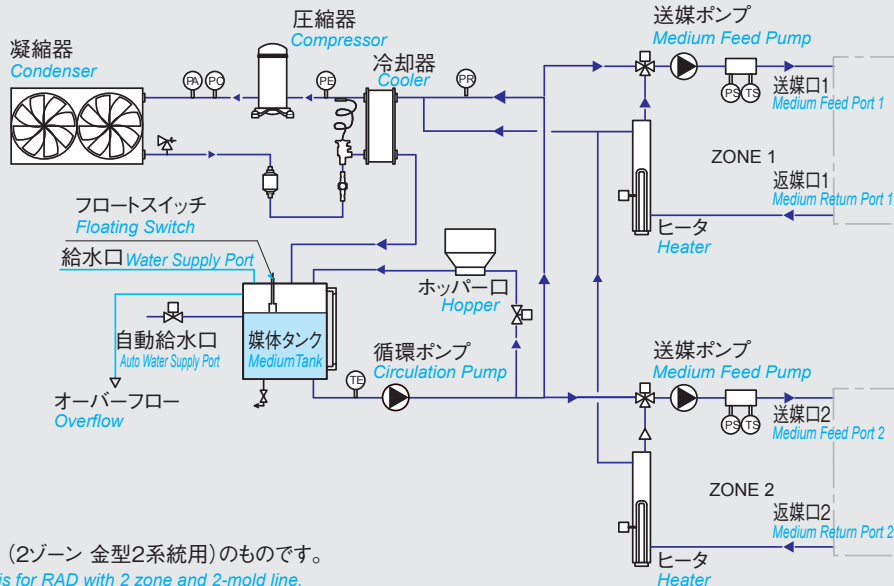 凝縮器
Condenser
圧縮器
Compressor
冷却器
Cooler
PA
PC
PE
PR
送媒ポンプ
Medium Feed Pump
PS
TS
送媒口1
Medium Feed Port 1
ZONE 1
返媒口1
Medium Return Port 1
ヒータ
Heater
フロートスイッチ
Floating Switch
給水口 Water Supply Port
ホッパー口
Hopper
自動給水口
Auto Water Supply Port
媒体タンク
MediumTank
オーバーフロー
Overflow
TE
循環ポンプ
Circulation Pump
送媒ポンプ
Medium Feed Pump
PS
TS
送媒口2
Medium Feed Port 2
ZONE 2
返媒口2
Medium Return Port 2
ヒータ
Heater
(2ゾーン 金型2系統用)のものです。
is for RAD with 2 zone and 2-mold line.